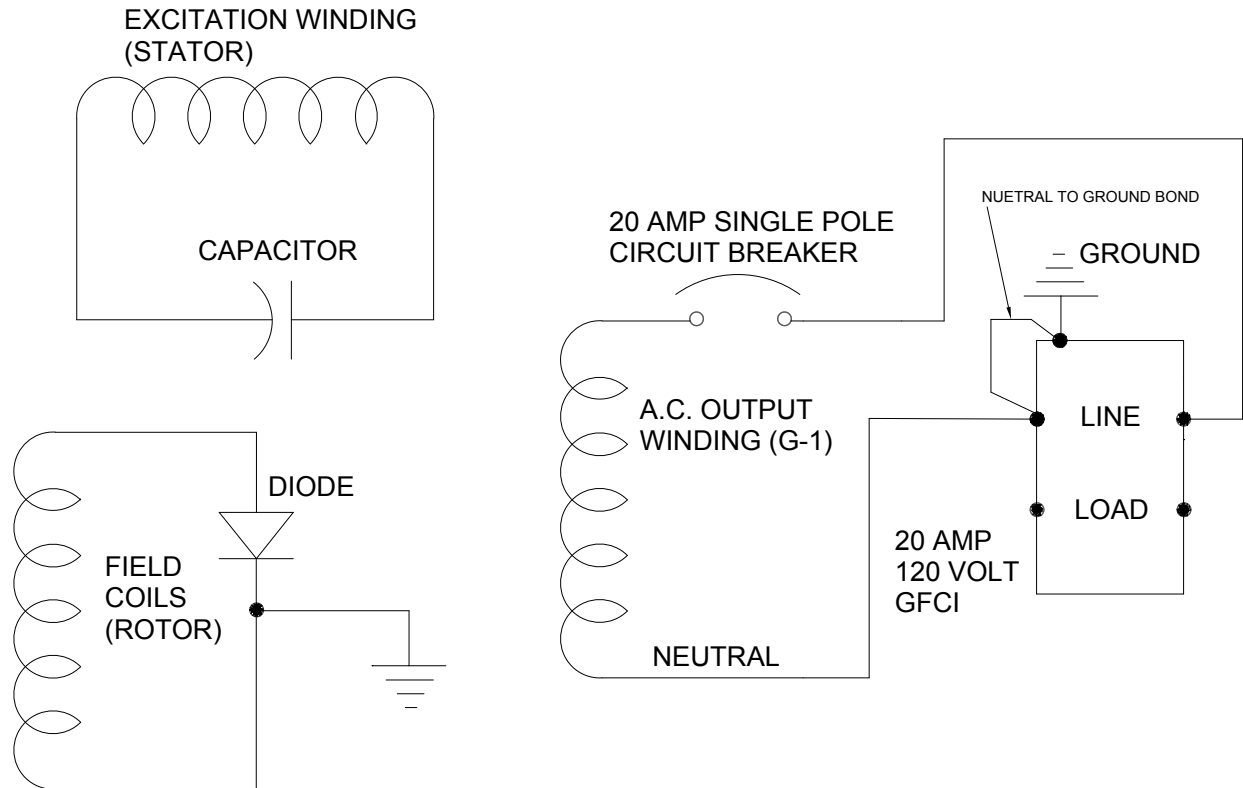 EXCITATION WINDING
(STATOR)
CAPACITOR
20 AMP SINGLE POLE
CIRCUIT BREAKER
NUETRAL TO GROUND BOND
GROUND
A.C. OUTPUT
WINDING (G-1)
LINE
LOAD
20 AMP
120 VOLT
GFCI
NEUTRAL
DIODE
FIELD
COILS
(ROTOR)